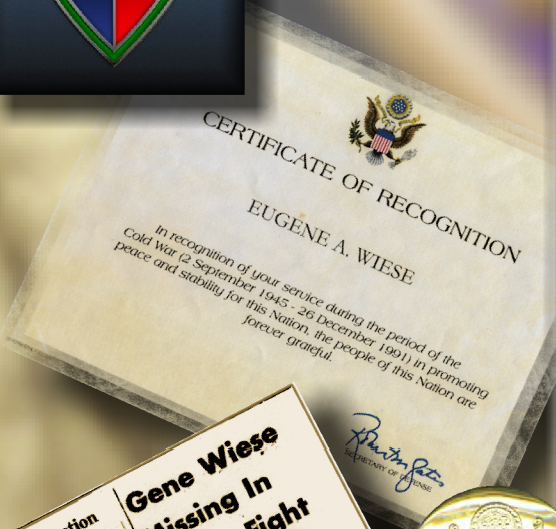 CERTIFICATE OF RECOGNITION
EUGENE A. WIESE
In recognition of your service during the period of the
Cold War (2 September 1945 - 26 December 1991) in promoting
peace and stability for this Nation, the people of this Nation are
forever grateful.
SECRETARY OF DEFENSE
Gene Wiese
Missing In
Fight